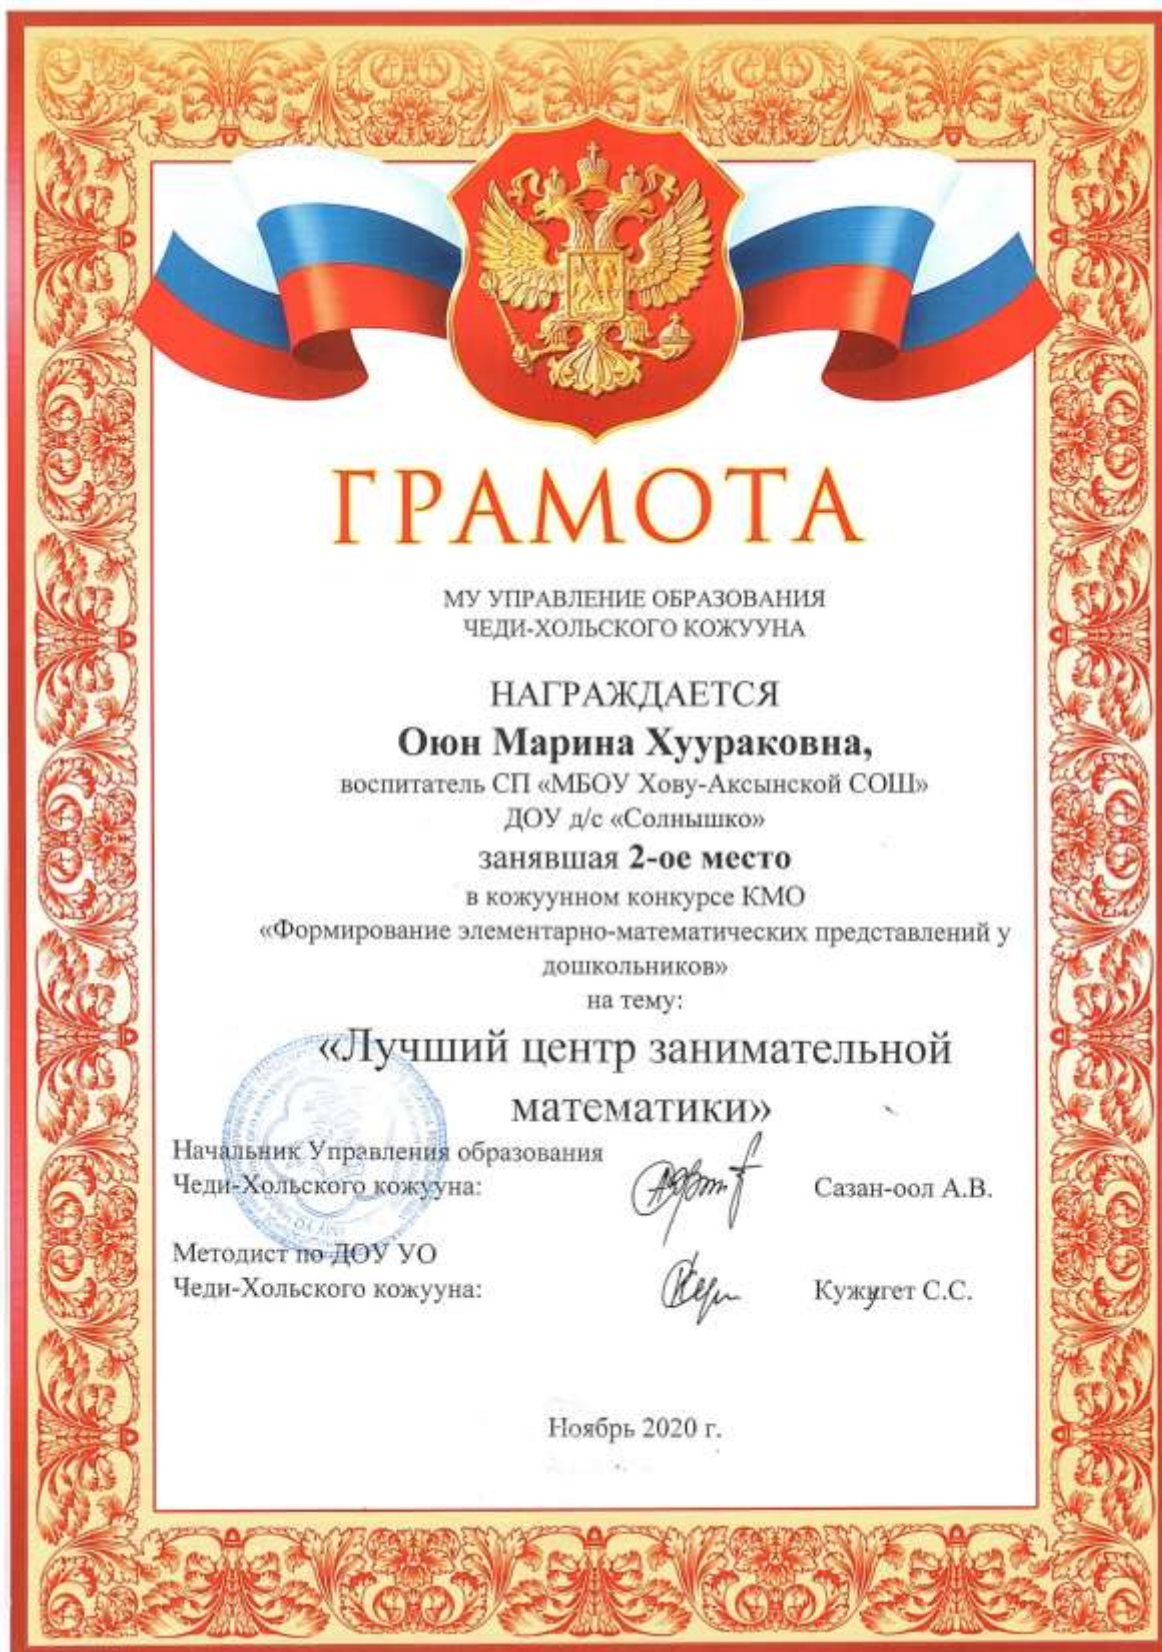 ГРАМОТА
МУ УПРАВЛЕНИЕ ОБРАЗОВАНИЯ
ЧЕДИ-ХОЛЬСКОГО КОЖУУНА
НАГРАЖДАЕТСЯ
Оюн Марина Хуураковна,
воспитатель СП «МБОУ Хову-Аксынской СОШ»
ДОУ д/с «Солнышко»
занявшая 2-ое место
в кожуунном конкурсе КМО
«Формирование элементарно-математических представлений у
дошкольников»
на тему:
«Лучший центр занимательной
математики»
Начальник Управления образования
Чеди-Хольского кожууна: Сазан-оол А.В.
Методист по ДОУ УО
Чеди-Хольского кожууна: Кужугет С.С.
Ноябрь 2020 г.